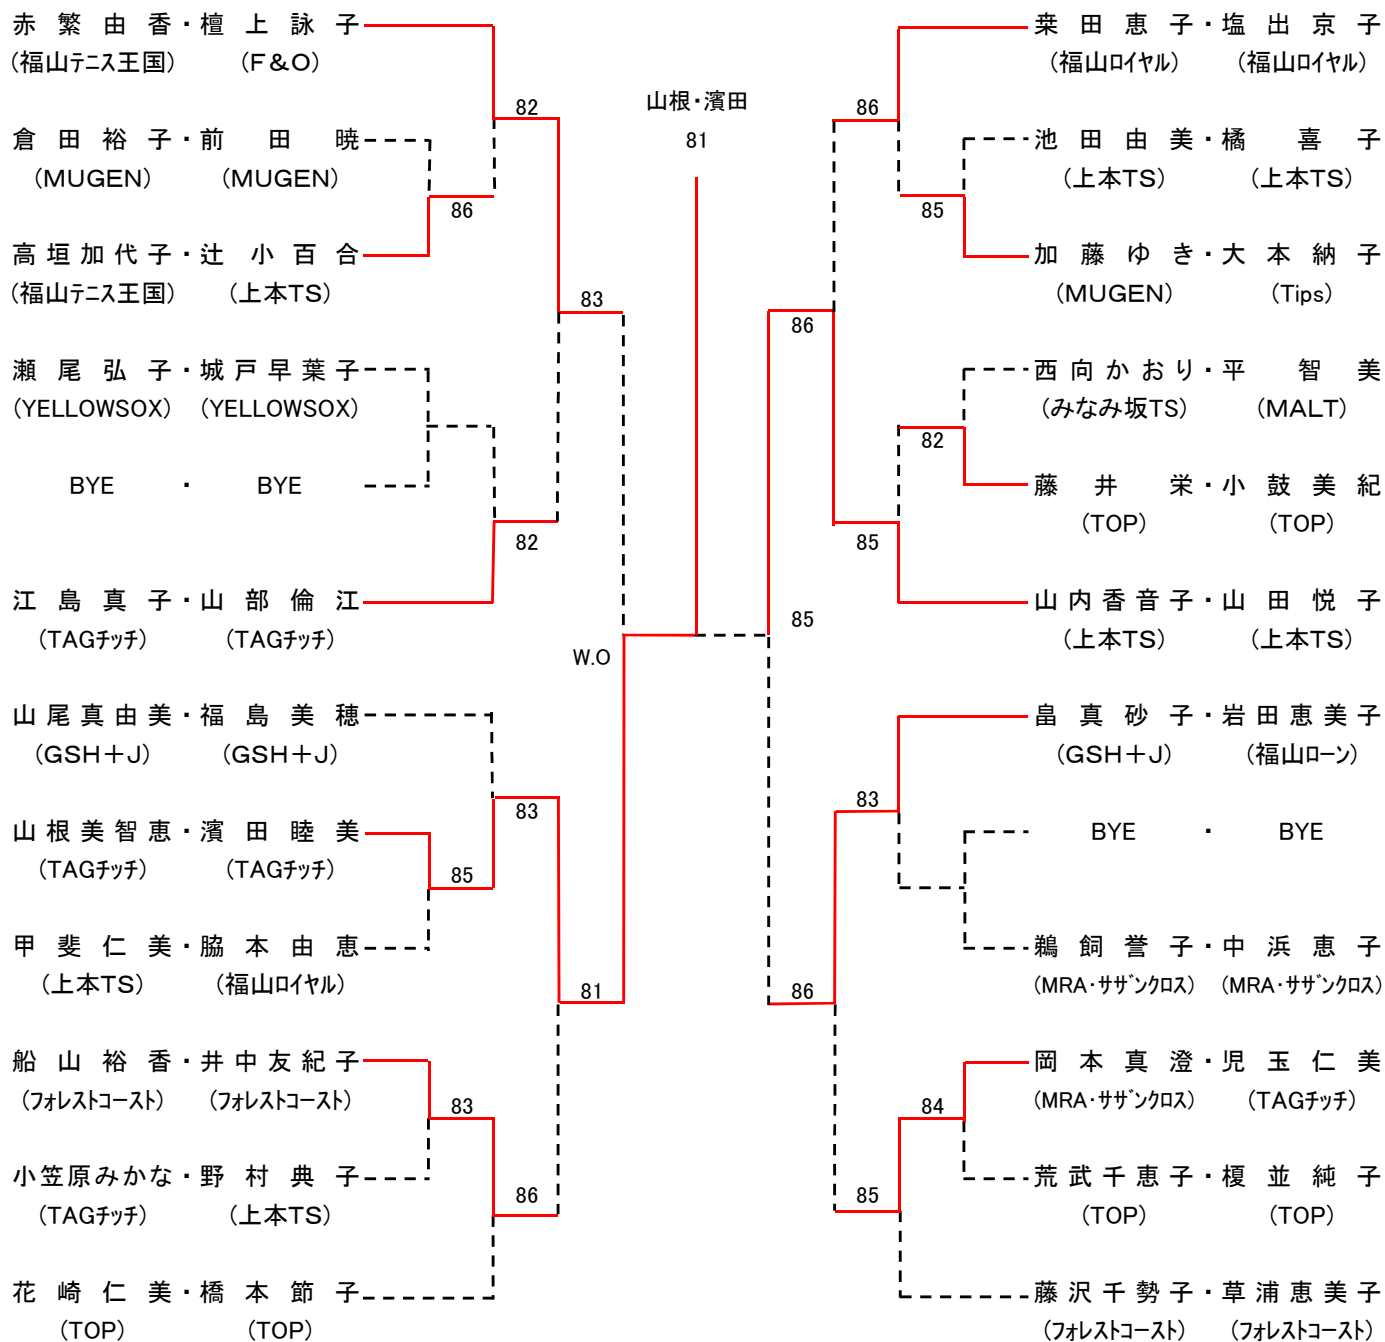 赤繁由香・檀上詠子
(福山テニス王国) (F&O)
82
倉田裕子・前田暁
(MUGEN) (MUGEN)
86
高垣加代子・辻小百合
(福山テニス王国) (上本TS)
83
瀬尾弘子・城戸早葉子
(YELLOWSOX) (YELLOWSOX)
BYE ・ BYE
82
江島真子・山部倫江
(TAGチッチ) (TAGチッチ)
W.O
山尾真由美・福島美穂
(GSH+J) (GSH+J)
83
山根美智恵・濱田睦美
(TAGチッチ) (TAGチッチ)
85
甲斐仁美・脇本由恵
(上本TS) (福山ロイヤル)
81
船山裕香・井中友紀子
(フォレストコースト) (フォレストコースト)
83
小笠原みかな・野村典子
(TAGチッチ) (上本TS)
86
花崎仁美・橋本節子
(TOP) (TOP)
山根・濱田
81
桒田恵子・塩出京子
(福山ロイヤル) (福山ロイヤル)
86
池田由美・橘喜子
(上本TS) (上本TS)
85
加藤ゆき・大本納子
(MUGEN) (Tips)
86
西向かおり・平智美
(みなみ坂TS) (MALT)
82
藤井栄・小鼓美紀
(TOP) (TOP)
85
山内香音子・山田悦子
(上本TS) (上本TS)
85
畠真砂子・岩田恵美子
(GSH+J) (福山ローン)
83
BYE ・ BYE
鵜飼誉子・中浜恵子
(MRA・サザンクロス) (MRA・サザンクロス)
86
岡本真澄・児玉仁美
(MRA・サザンクロス) (TAGチッチ)
84
荒武千恵子・榎並純子
(TOP) (TOP)
85
藤沢千勢子・草浦恵美子
(フォレストコースト) (フォレストコースト)